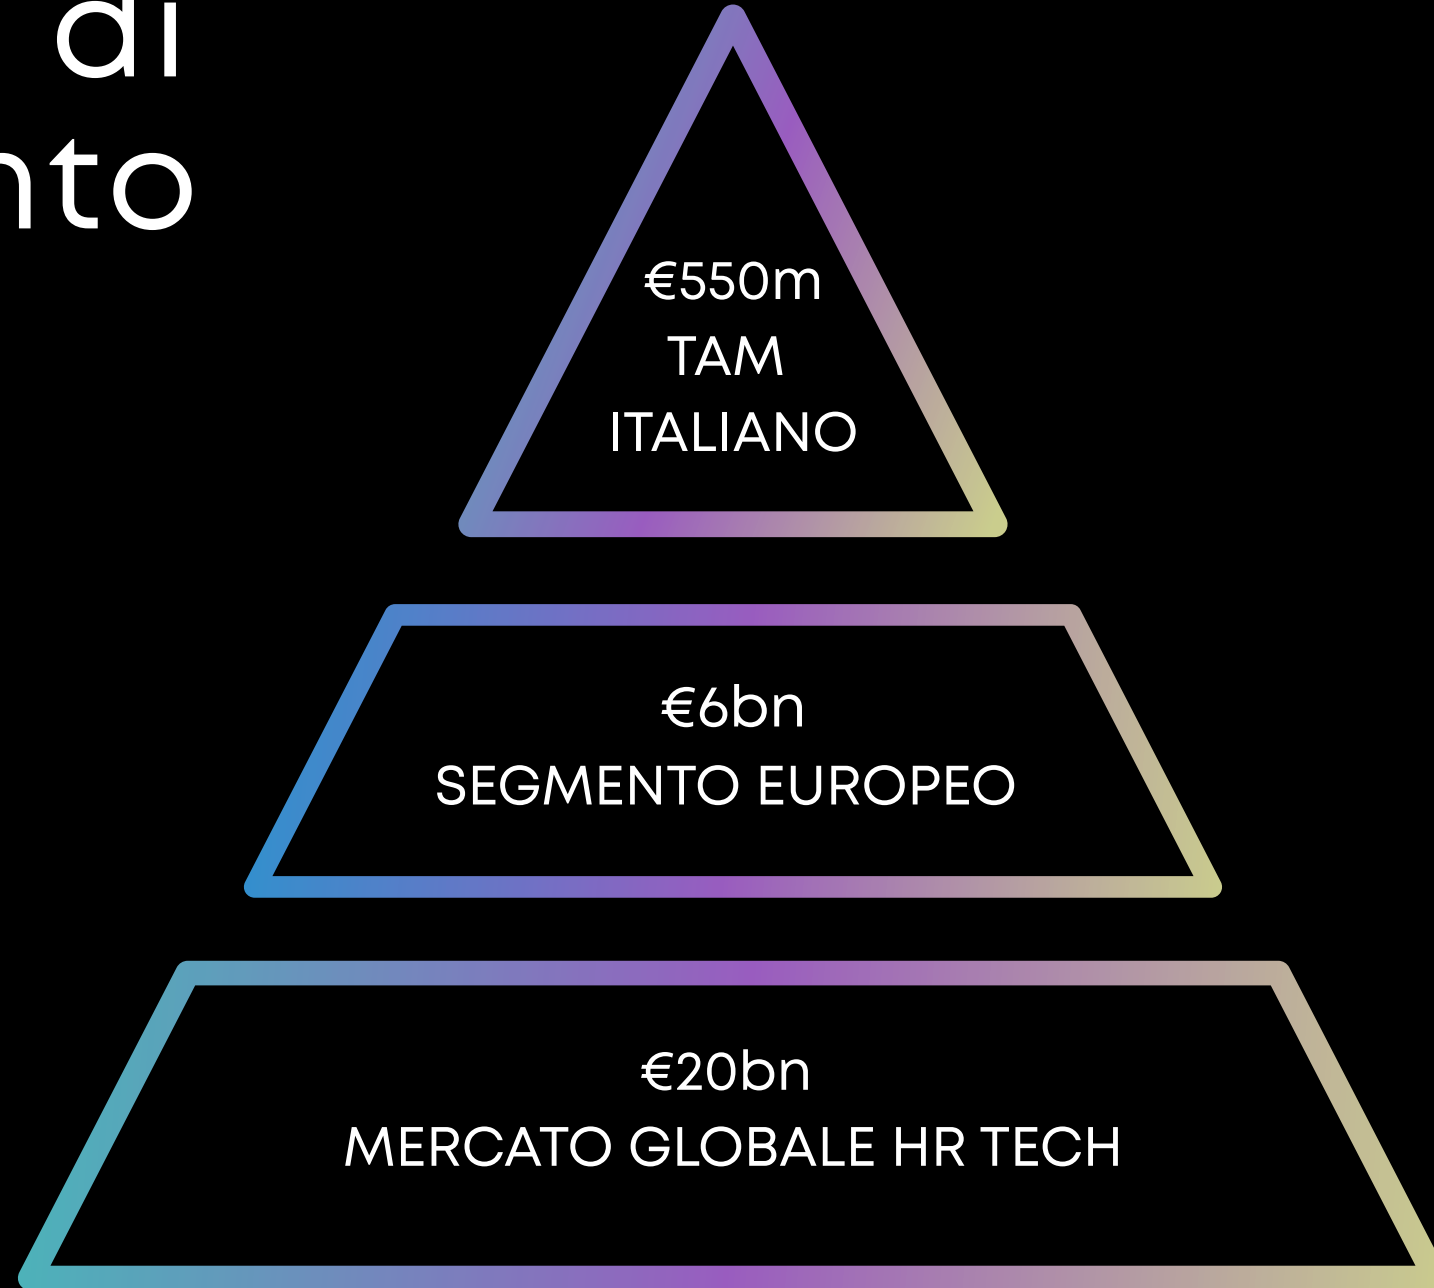 di
nto
€550m
TAM
ITALIANO
€6bn
SEGMENTO EUROPEO
€20bn
MERCATO GLOBALE HR TECH